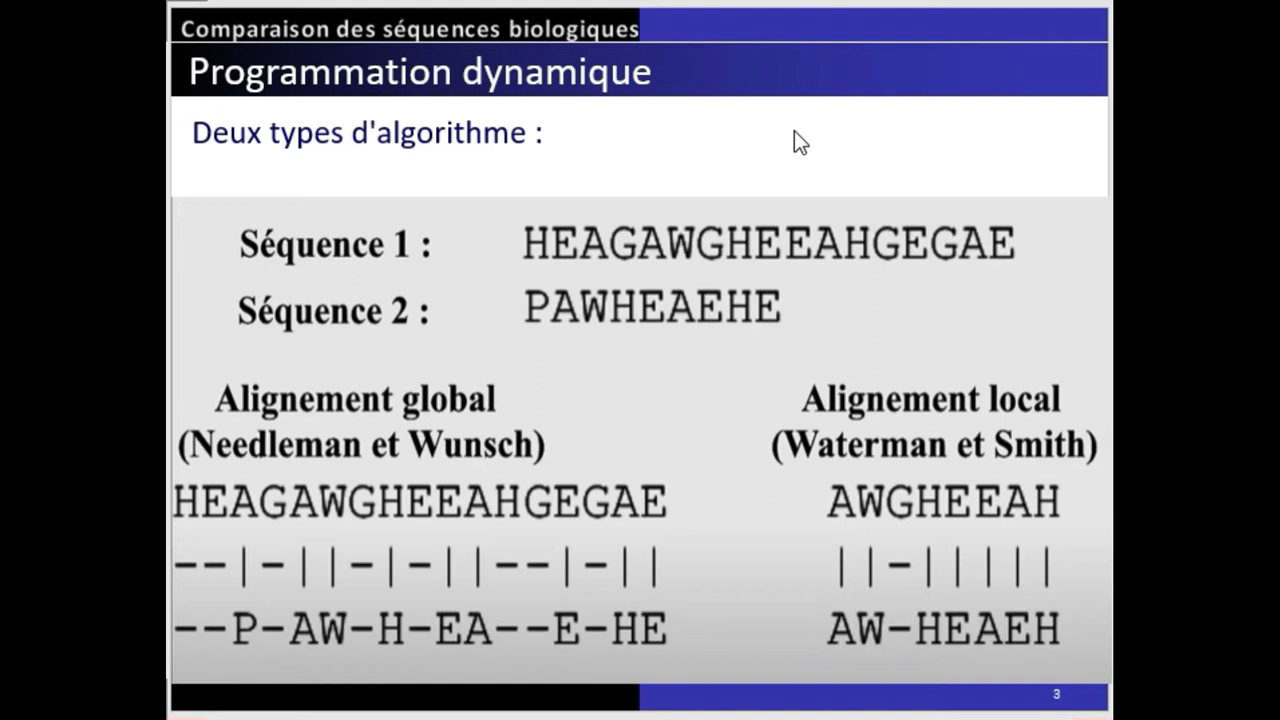 Comparaison des séquences biologiques
Programmation dynamique
Deux types d'algorithme :
Séquence 1 : HEAGAWGHEEAHGEGAE
Séquence 2 : PAWHEAEHE
Alignement global
(Needleman et Wunsch)
HEAGAWGHEEAHGEGAE
--|-||-|-||--|-||
--P-AW-H-EA--E-HE
Alignement local
(Waterman et Smith)
AWGHEEAH
||-|||||
AW-HEAEH
3